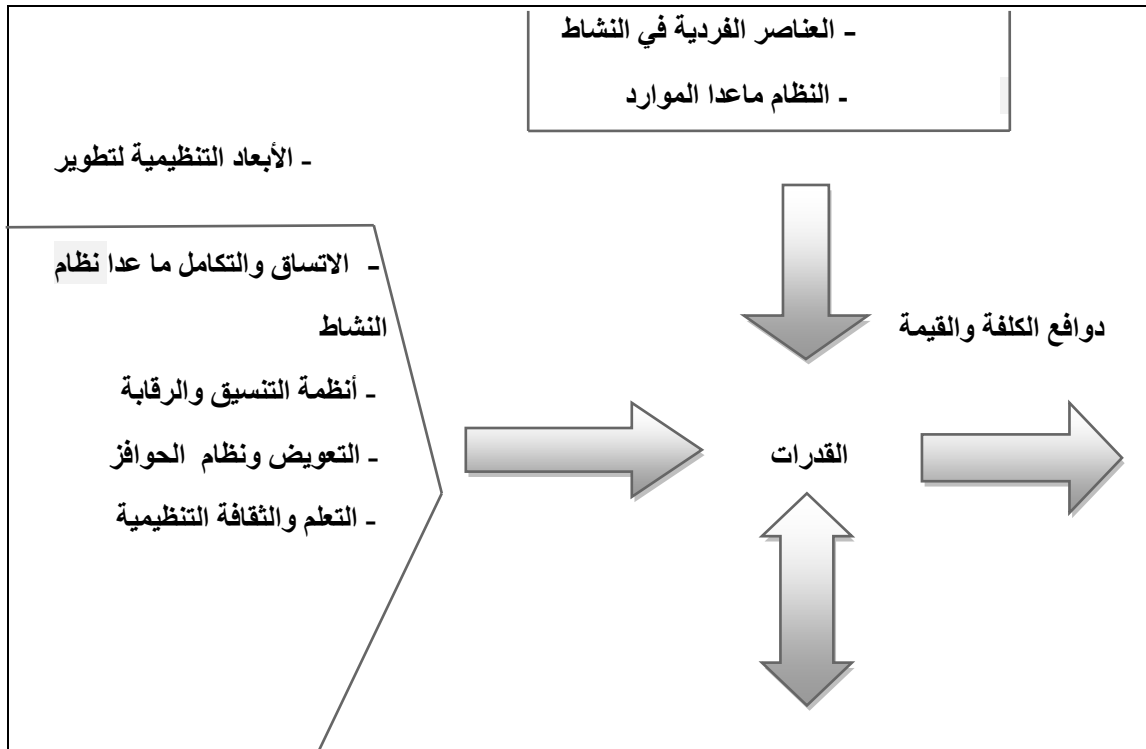 - العناصر الفردية في النشاط
- النظام ماعدا الموارد
- الأبعاد التنظيمية لتطوير
- الاتساق والتكامل ما عدا نظام
النشاط
- أنظمة التنسيق والرقابة
- التعويض ونظام الحوافز
- التعلم والثقافة التنظيمية
دوافع الكلفة والقيمة
القدرات